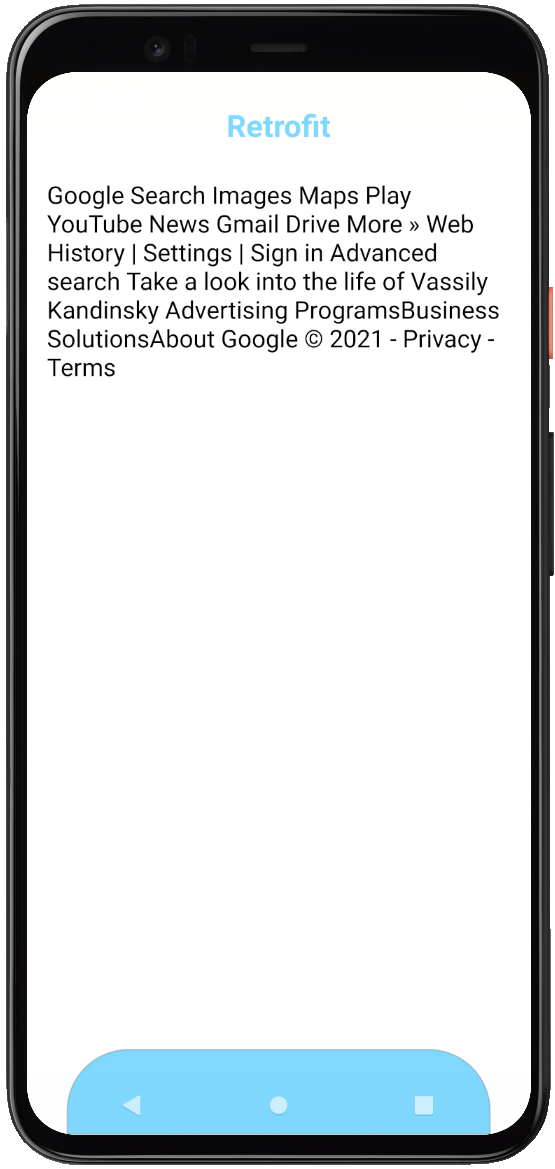 Retrofit
Google Search Images Maps Play
YouTube News Gmail Drive More » Web
History | Settings | Sign in Advanced
search Take a look into the life of Vassily
Kandinsky Advertising ProgramsBusiness
SolutionsAbout Google © 2021 - Privacy -
Terms